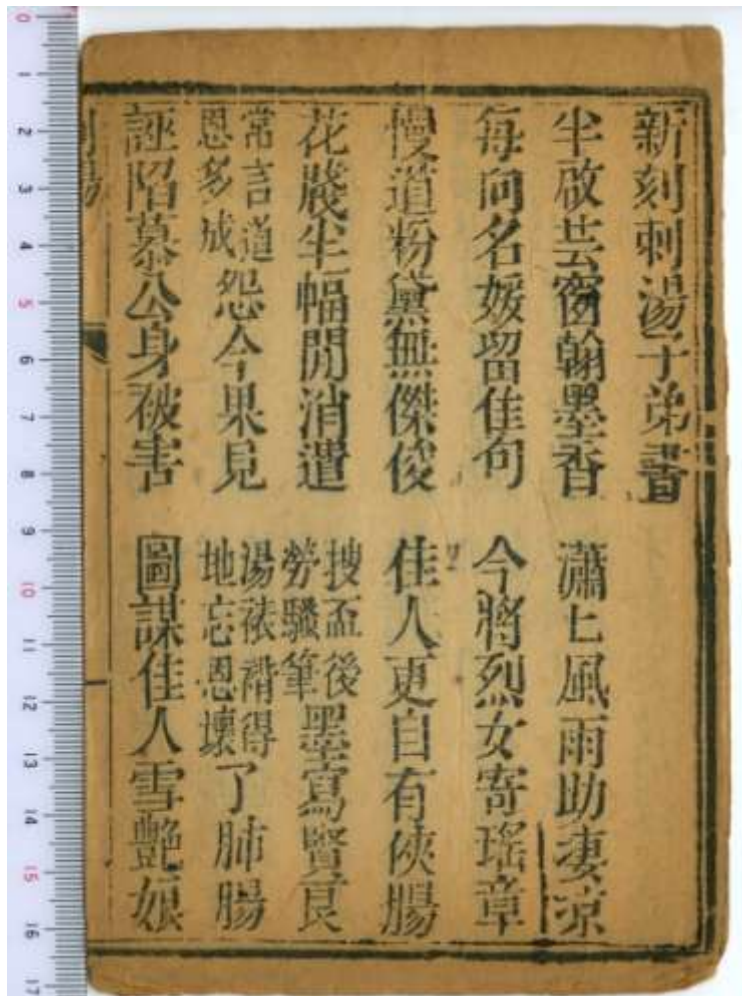 新刻刺湯子弟書
半啟芸窗翰墨香　瀟匕風雨助凄凉
每向名媛留佳句　今將烈女寄瑤章
慢道粉黛無傑俊　佳人更自有俠腸
花牋半幅閒消遣　搜盃後勞騷筆墨寫賢良
常言道恩多成怨今果見　湯裱褙得地忘恩壞了肺腸
誣陷慕公身被害　圖謀佳人雪艷娘